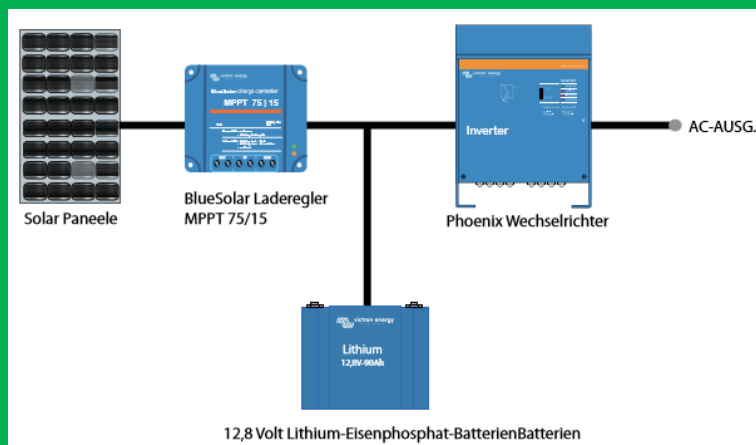 victron energy
BlueSolar charge controller
MPPT 75 | 15
victron energy
Inverter
AC-AUSG.
Solar Paneele
BlueSolar Laderegler
MPPT 75/15
Phoenix Wechselrichter
victron energy
Lithium
12,8V-90Ah
12,8 Volt Lithium-Eisenphosphat-BatterienBatterien